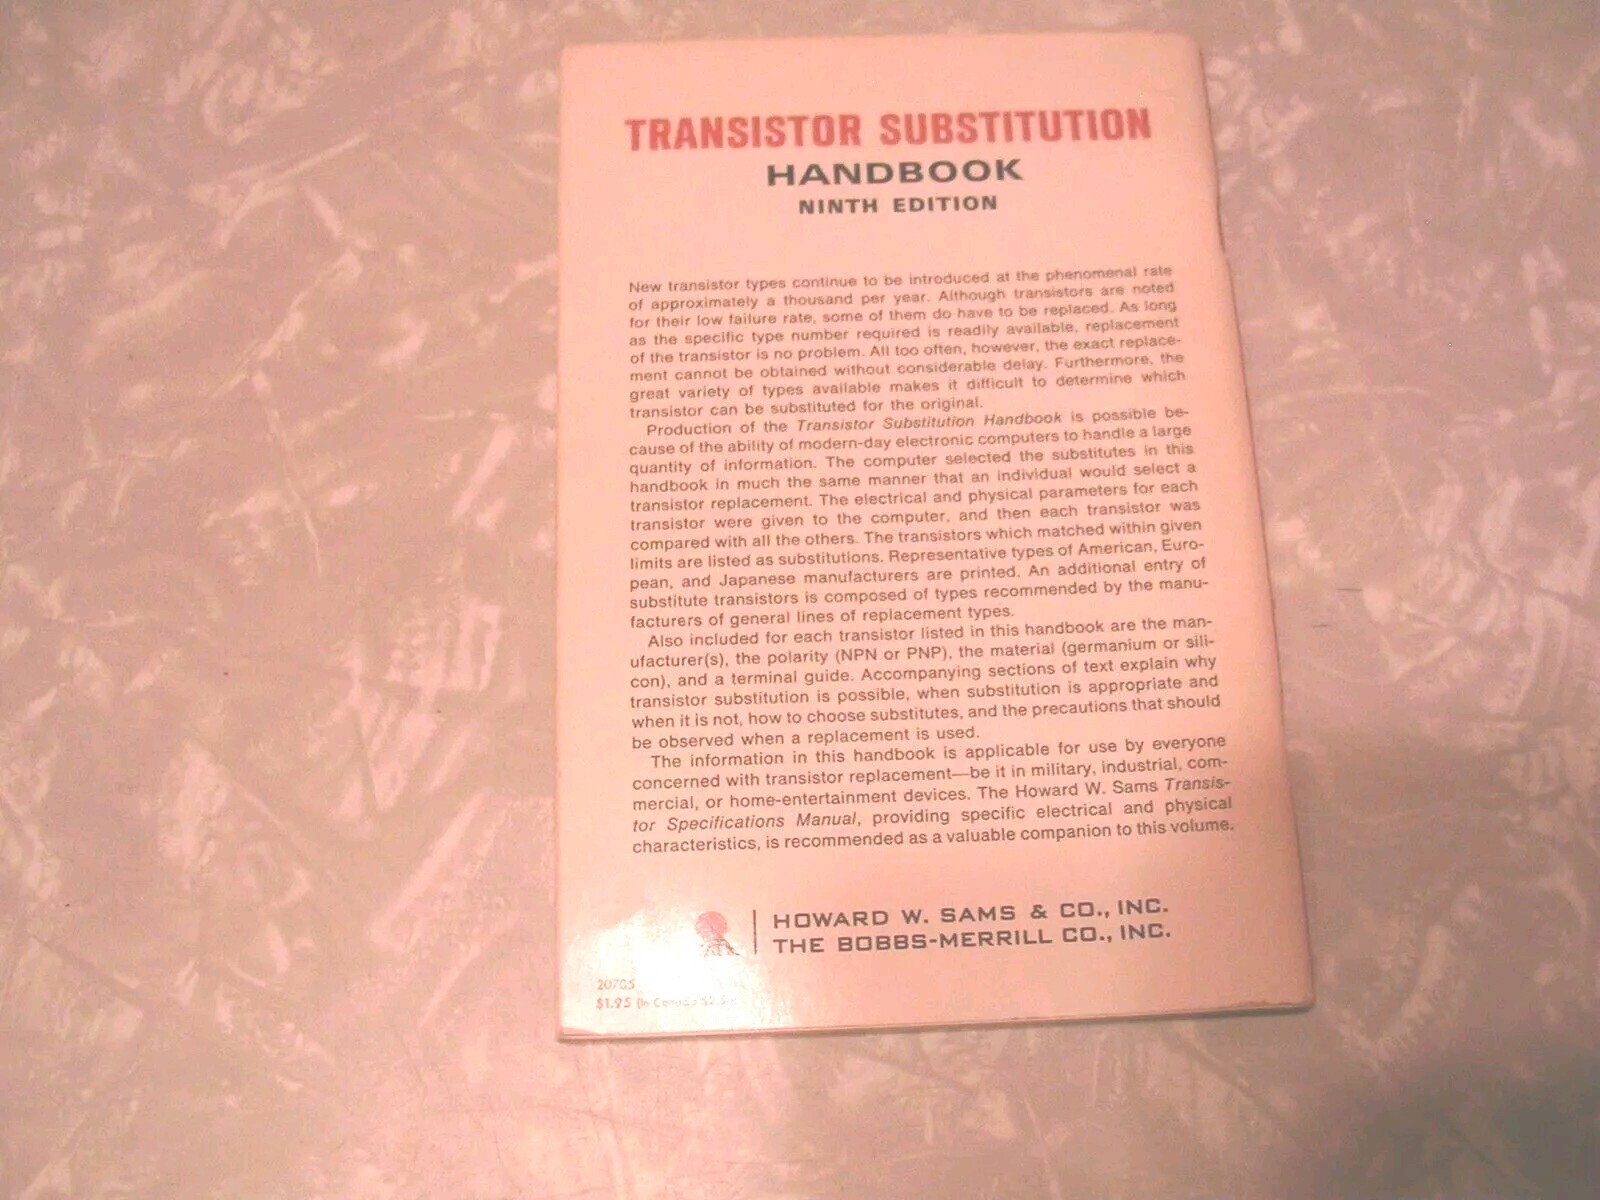 TRANSISTOR SUBSTITUTION
HANDBOOK
NINTH EDITION
New transistor types continue to be introduced at the phenomenal rate
of approximately a thousand per year. Although transistors are noted
for their low failure rate, some of them do have to be replaced. As long
as the specific type number required is readily available, replacement
of the transistor is no problem. All too often, however, the exact replace-
ment cannot be obtained without considerable delay. Furthermore, the
great variety of types available makes it difficult to determine which
transistor can be substituted for the original.
Production of the Transistor Substitution Handbook is possible be-
cause of the ability of modern-day electronic computers to handle a large
quantity of information. The computer selected the substitutes in this
handbook in much the same manner that an individual would select a
transistor replacement. The electrical and physical parameters for each
transistor were given to the computer, and then each transistor was
compared with all the others. The transistors which matched within given
limits are listed as substitutions. Representative types of American, Euro-
pean, and Japanese manufacturers are printed. An additional entry of
substitute transistors is composed of types recommended by the manu-
facturers of general lines of replacement types.
Also included for each transistor listed in this handbook are the man-
ufacturer(s), the polarity (NPN or PNP), the material (germanium or sili-
con), and a terminal guide. Accompanying sections of text explain why
transistor substitution is possible, when substitution is appropriate and
when it is not, how to choose substitutes, and the precautions that should
be observed when a replacement is used.
The information in this handbook is applicable for use by everyone
concerned with transistor replacement—be it in military, industrial, com-
mercial, or home-entertainment devices. The Howard W. Sams Transis-
tor Specifications Manual, providing specific electrical and physical
characteristics, is recommended as a valuable companion to this volume.
HOWARD W. SAMS & CO., INC.
THE BOBBS-MERRILL CO., INC.
$1.95 (In